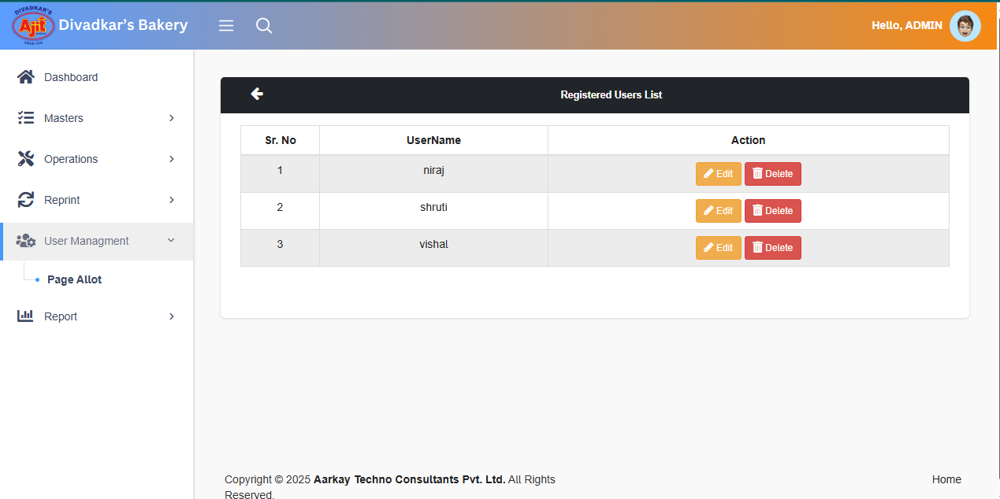 DIVADKAR'S
Ajit
SINCE 1936
Divadkar's Bakery
Hello, ADMIN
Dashboard
Masters
Operations
Reprint
User Managment
Page Allot
Report
Registered Users List
Sr. No UserName Action
1 niraj Edit Delete
2 shruti Edit Delete
3 vishal Edit Delete
Copyright © 2025 Aarkay Techno Consultants Pvt. Ltd. All Rights
Reserved.
Home